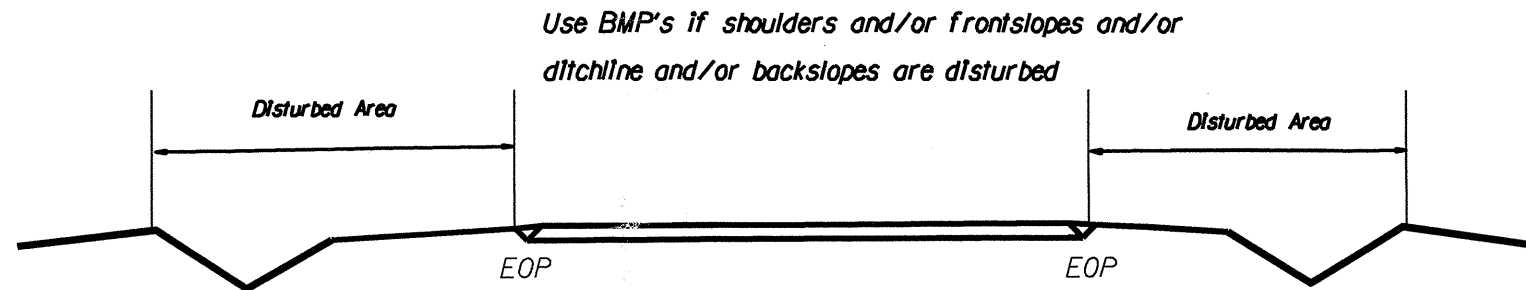 Use BMP's if shoulders and/or frontslopes and/or
ditchline and/or backslopes are disturbed
Disturbed Area
Disturbed Area
EOP
EOP